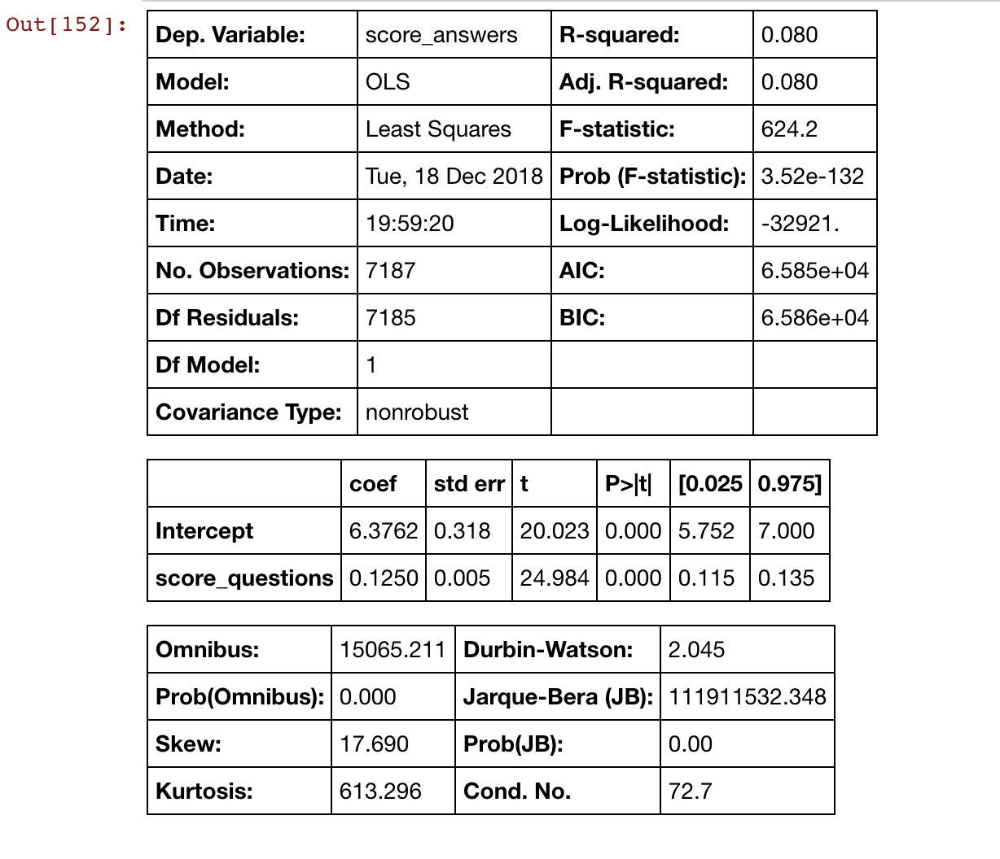 Out[152]:
Dep. Variable: score_answers R-squared: 0.080
Model: OLS Adj. R-squared: 0.080
Method: Least Squares F-statistic: 624.2
Date: Tue, 18 Dec 2018 Prob (F-statistic): 3.52e-132
Time: 19:59:20 Log-Likelihood: -32921.
No. Observations: 7187 AIC: 6.585e+04
Df Residuals: 7185 BIC: 6.586e+04
Df Model: 1
Covariance Type: nonrobust
coef std err t P>|t| [0.025 0.975]
Intercept 6.3762 0.318 20.023 0.000 5.752 7.000
score_questions 0.1250 0.005 24.984 0.000 0.115 0.135
Omnibus: 15065.211 Durbin-Watson: 2.045
Prob(Omnibus): 0.000 Jarque-Bera (JB): 111911532.348
Skew: 17.690 Prob(JB): 0.00
Kurtosis: 613.296 Cond. No. 72.7